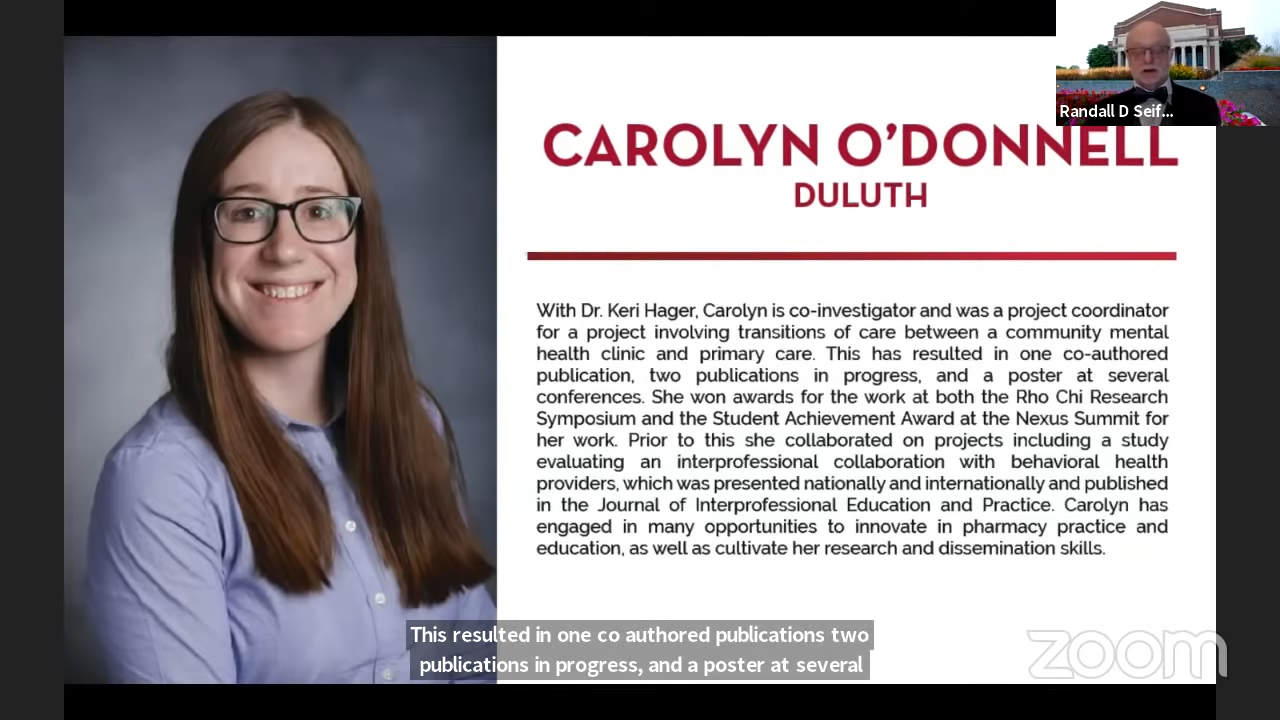 Randall D Seif...
CAROLYN O'DONNELL
DULUTH
With Dr. Keri Hager, Carolyn is co-investigator and was a project coordinator
for a project involving transitions of care between a community mental
health clinic and primary care. This has resulted in one co-authored
publication, two publications in progress, and a poster at several
conferences. She won awards for the work at both the Rho Chi Research
Symposium and the Student Achievement Award at the Nexus Summit for
her work. Prior to this she collaborated on projects including a study
evaluating an interprofessional collaboration with behavioral health
providers, which was presented nationally and internationally and published
in the Journal of Interprofessional Education and Practice. Carolyn has
engaged in many opportunities to innovate in pharmacy practice and
education, as well as cultivate her research and dissemination skills.
This resulted in one co authored publications two
publications in progress, and a poster at several
zoom